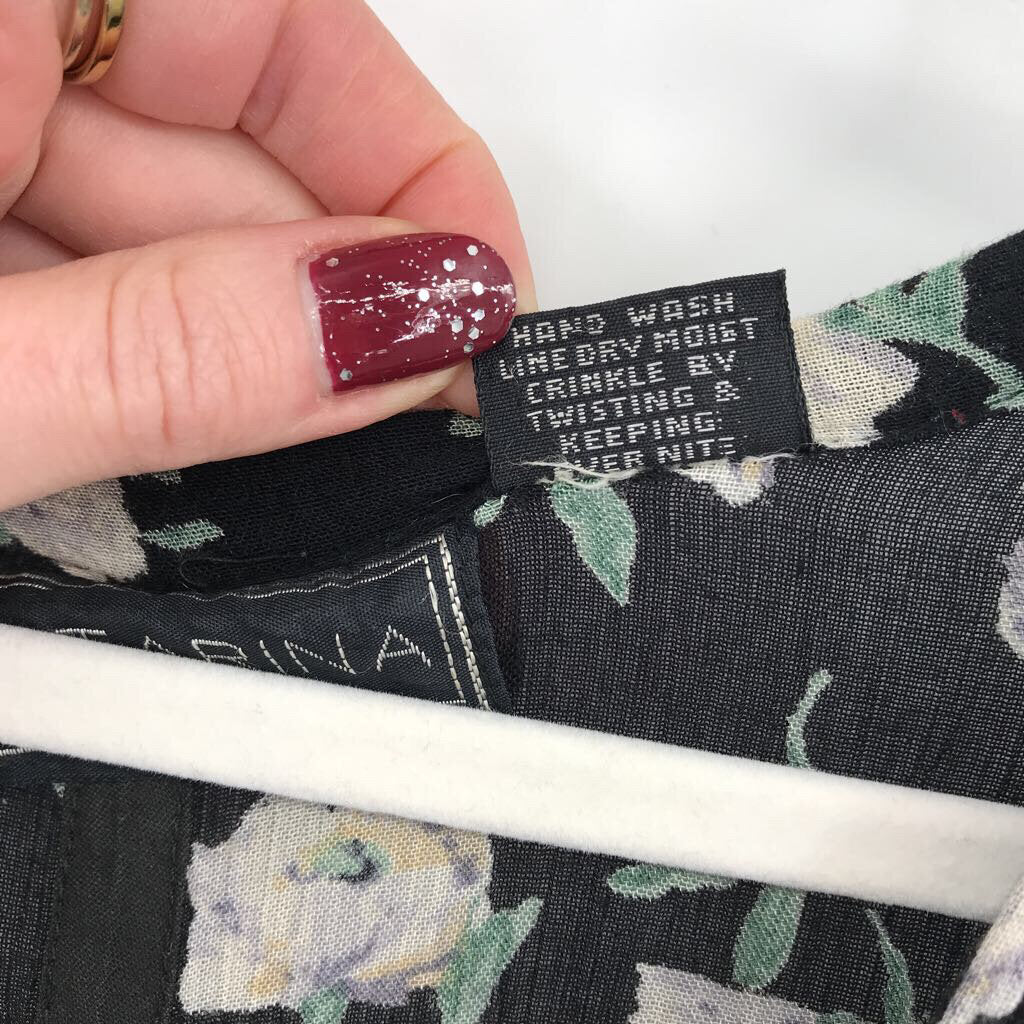 HAND WASH
LINE DRY MOIST
CRINKLE BY
TWISTING &
KEEPING